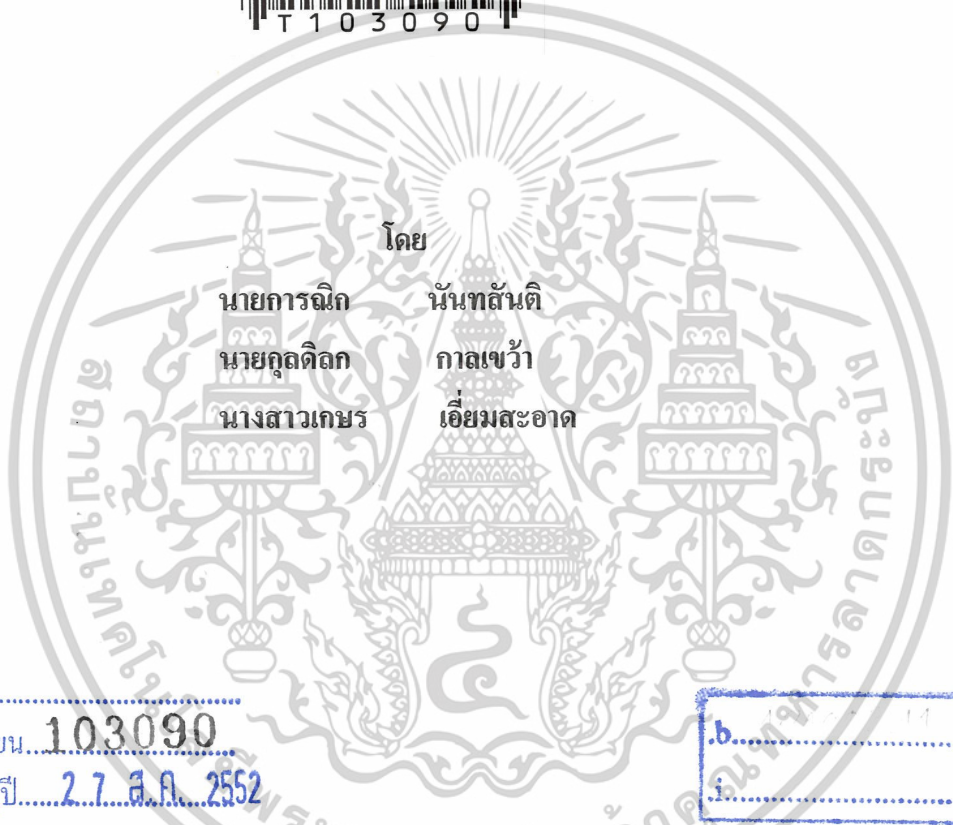 T103090
โดย
นายการณิก นันทสันติ
นายกุลดิลก กาลเขว้า
นางสาวเกษร เอี่ยมสะอาด
ยน...103090
ปี...27 ส.ค. 2552
.b...
i...